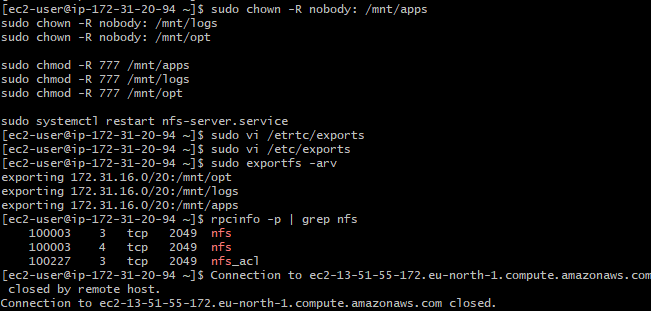 [ec2-user@ip-172-31-20-94 ~]$ sudo chown -R nobody: /mnt/apps
sudo chown -R nobody: /mnt/logs
sudo chown -R nobody: /mnt/opt
sudo chmod -R 777 /mnt/apps
sudo chmod -R 777 /mnt/logs
sudo chmod -R 777 /mnt/opt
sudo systemctl restart nfs-server.service
[ec2-user@ip-172-31-20-94 ~]$ sudo vi /etrtc/exports
[ec2-user@ip-172-31-20-94 ~]$ sudo vi /etc/exports
[ec2-user@ip-172-31-20-94 ~]$ sudo exportfs -arv
exporting 172.31.16.0/20:/mnt/opt
exporting 172.31.16.0/20:/mnt/logs
exporting 172.31.16.0/20:/mnt/apps
[ec2-user@ip-172-31-20-94 ~]$ rpcinfo -p | grep nfs
100003 3 tcp 2049 nfs
100003 4 tcp 2049 nfs
100227 3 tcp 2049 nfs_acl
[ec2-user@ip-172-31-20-94 ~]$ Connection to ec2-13-51-55-172.eu-north-1.compute.amazonaws.com
closed by remote host.
Connection to ec2-13-51-55-172.eu-north-1.compute.amazonaws.com closed.